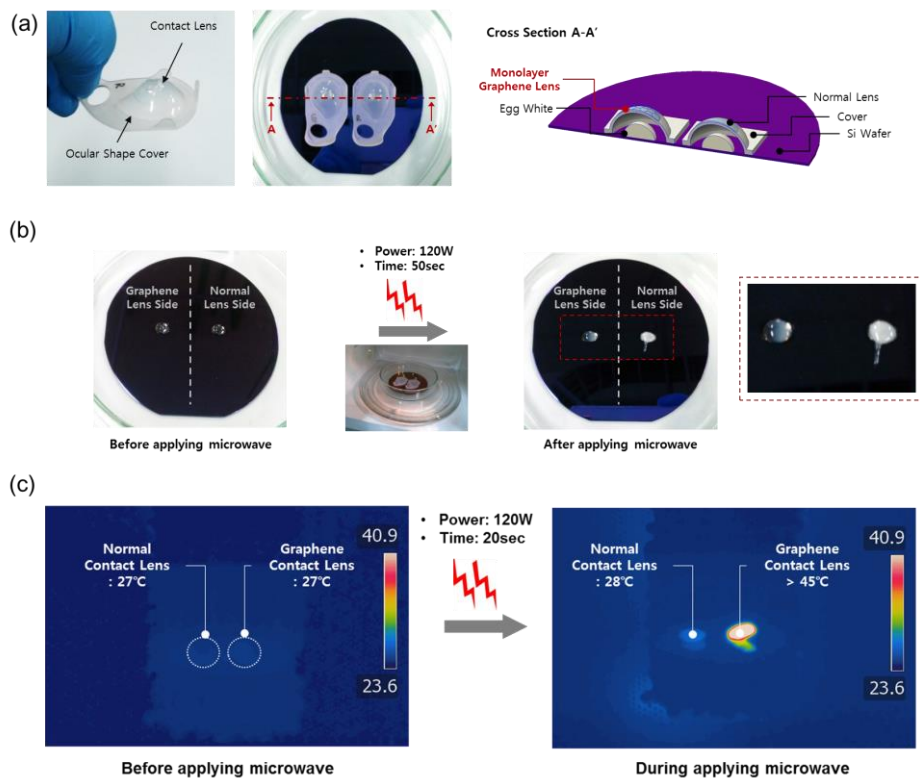 (a)
Contact Lens
Ocular Shape Cover
A
A'
Cross Section A-A'
Monolayer
Graphene Lens
Egg White
Normal Lens
Cover
Si Wafer
(b)
Graphene
Lens Side
Normal
Lens Side
Before applying microwave
• Power: 120W
• Time: 50sec
Graphene
Lens Side
Normal
Lens Side
After applying microwave
(c)
Normal
Contact Lens
: 27℃
Graphene
Contact Lens
: 27℃
40.9
23.6
Before applying microwave
• Power: 120W
• Time: 20sec
Normal
Contact Lens
: 28℃
Graphene
Contact Lens
> 45℃
40.9
23.6
During applying microwave